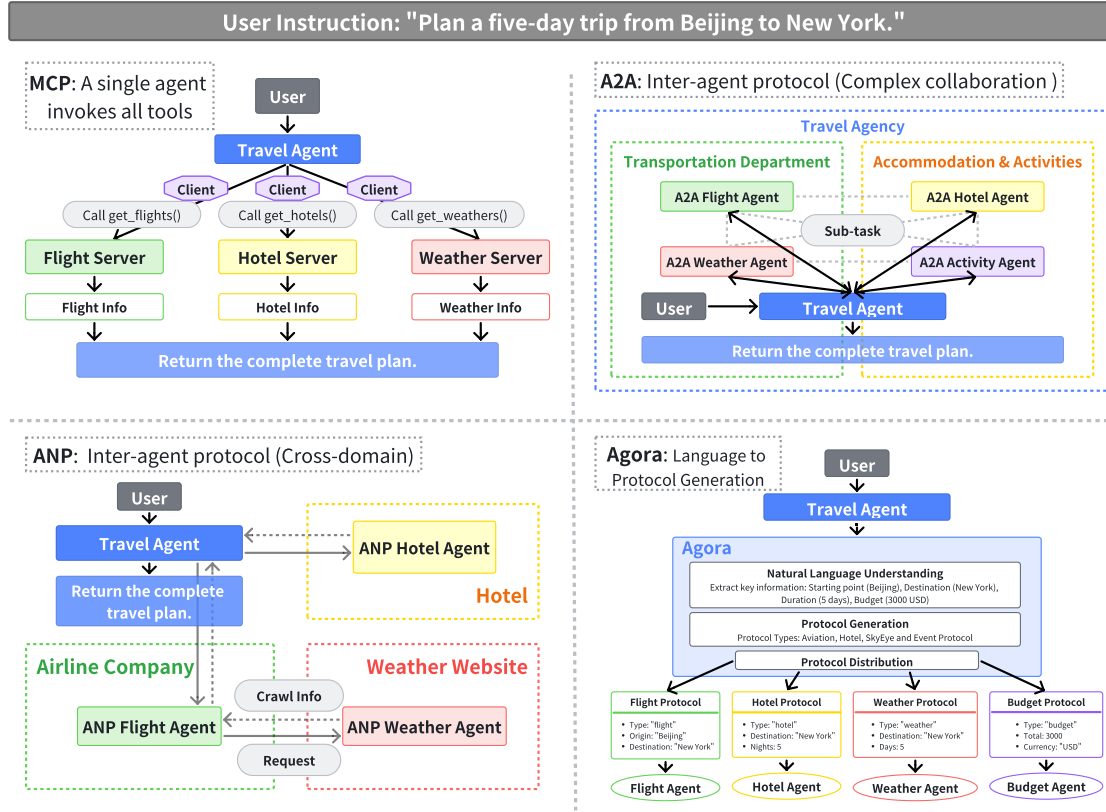 User Instruction: "Plan a five-day trip from Beijing to New York."
MCP: A single agent
invokes all tools
User
Travel Agent
Client
Client
Client
Call get_flights()
Call get_hotels()
Call get_weathers()
Flight Server
Hotel Server
Weather Server
Flight Info
Hotel Info
Weather Info
Return the complete travel plan.
A2A: Inter-agent protocol (Complex collaboration )
Travel Agency
Transportation Department
Accommodation & Activities
A2A Flight Agent
A2A Hotel Agent
Sub-task
A2A Weather Agent
A2A Activity Agent
User
Travel Agent
Return the complete travel plan.
ANP: Inter-agent protocol (Cross-domain)
User
Travel Agent
ANP Hotel Agent
Return the complete
travel plan.
Hotel
Airline Company
Weather Website
Crawl Info
ANP Flight Agent
ANP Weather Agent
Request
Agora: Language to
Protocol Generation
User
Travel Agent
Agora
Natural Language Understanding
Extract key information: Starting point (Beijing), Destination (New York),
Duration (5 days), Budget (3000 USD)
Protocol Generation
Protocol Types: Aviation, Hotel, SkyEye and Event Protocol
Protocol Distribution
Flight Protocol
• Type: "flight"
• Origin: "Beijing"
• Destination: "New York"
Hotel Protocol
• Type: "hotel"
• Destination: "New York"
• Nights: 5
Weather Protocol
• Type: "weather"
• Destination: "New York"
• Days: 5
Budget Protocol
• Type: "budget"
• Total: 3000
• Currency: "USD"
Flight Agent
Hotel Agent
Weather Agent
Budget Agent